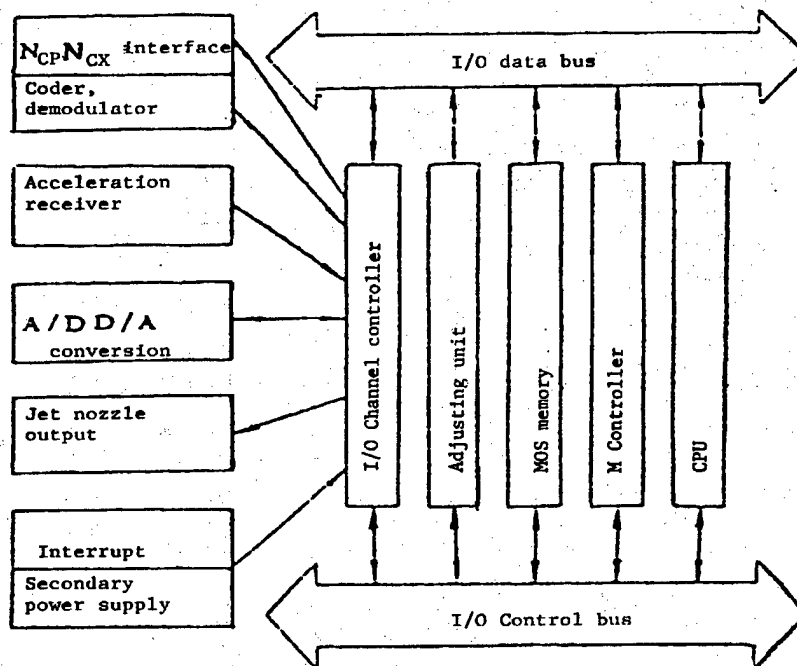 NCPNCX interface
Coder,
demodulator
Acceleration
receiver
A/DD/A
conversion
Jet nozzle
output
Interrupt
Secondary
power supply
I/O data bus
I/O Channel controller
Adjusting unit
MOS memory
M Controller
CPU
I/O Control bus